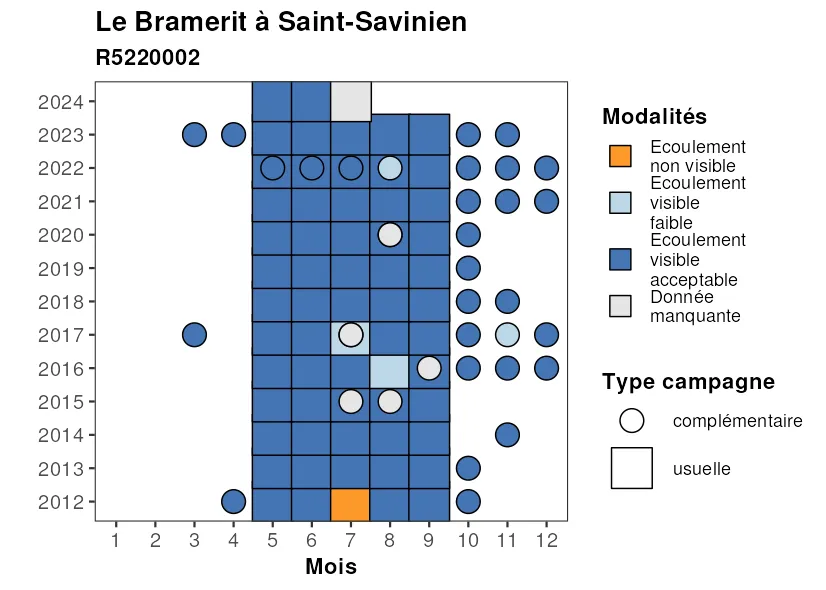 Le Bramerit à Saint-Savinien
R5220002
2024
2023
2022
2021
2020
2019
2018
2017
2016
2015
2014
2013
2012
1 2 3 4 5 6 7 8 9 10 11 12
Mois
Modalités
Ecoulement
non visible
Ecoulement
visible
faible
Ecoulement
visible
acceptable
Donnée
manquante
Type campagne
complémentaire
usuelle